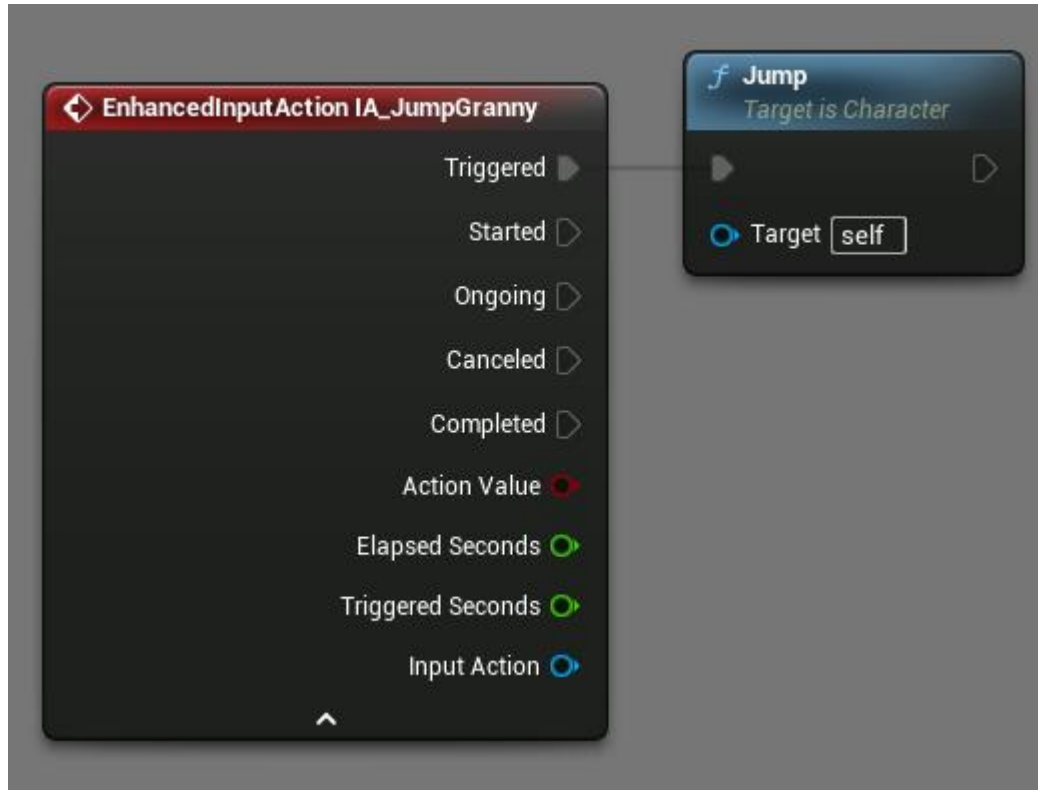 EnhancedInputAction IA_JumpGranny
Triggered
Started
Ongoing
Canceled
Completed
Action Value
Elapsed Seconds
Triggered Seconds
Input Action
f Jump
Target is Character
Target self